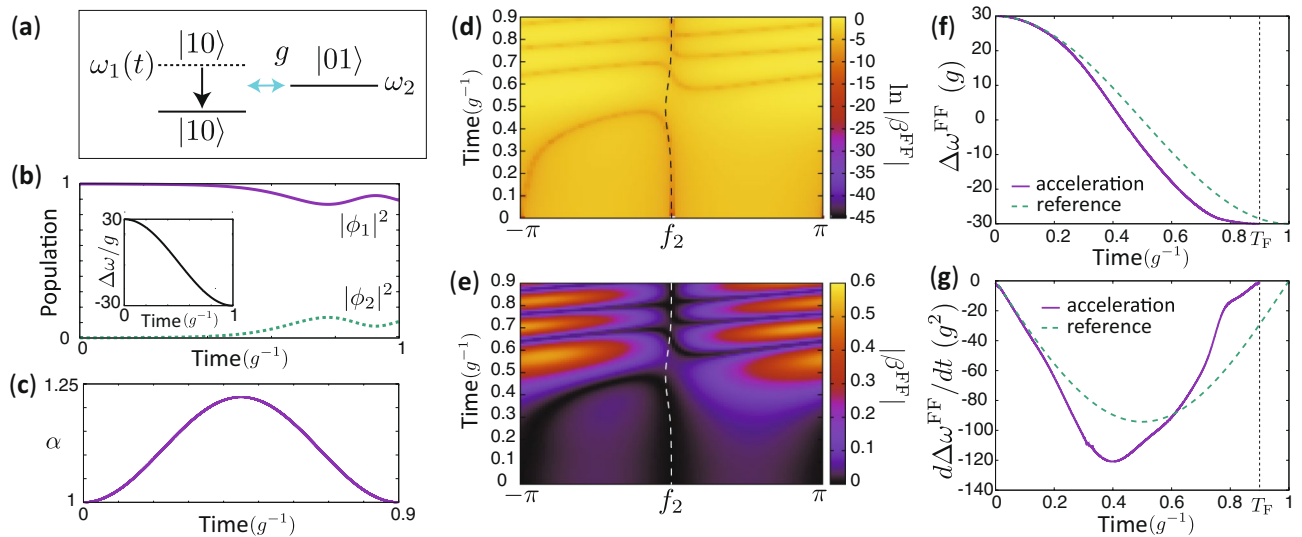 (a)
|10⟩
g
|01⟩
ω₁(t)
ω₂
|10⟩
(b)
1
Population
|ϕ₁|²
30
Δω/g
-30
0
Time(g⁻¹)
1
|ϕ₂|²
0
0
Time(g⁻¹)
1
(c)
1.25
α
1
0
Time(g⁻¹)
0.9
(d)
0.9
0.8
0.7
0.6
0.5
0.4
0.3
0.2
0.1
0
Time(g⁻¹)
−π
f₂
π
0
-5
-10
-15
-20
-25
-30
-35
-40
-45
ln|β^FF|
(e)
0.9
0.8
0.7
0.6
0.5
0.4
0.3
0.2
0.1
0
Time(g⁻¹)
−π
f₂
π
0.6
0.5
0.4
0.3
0.2
0.1
0
|β^FF|
(f)
30
20
10
0
-10
-20
-30
Δω^FF (g)
acceleration
reference
0
0.2
0.4
0.6
0.8
T_F
1
Time(g⁻¹)
(g)
0
-20
-40
-60
-80
-100
-120
-140
dΔω^FF/dt (g²)
acceleration
reference
0
0.2
0.4
0.6
0.8
T_F
1
Time(g⁻¹)